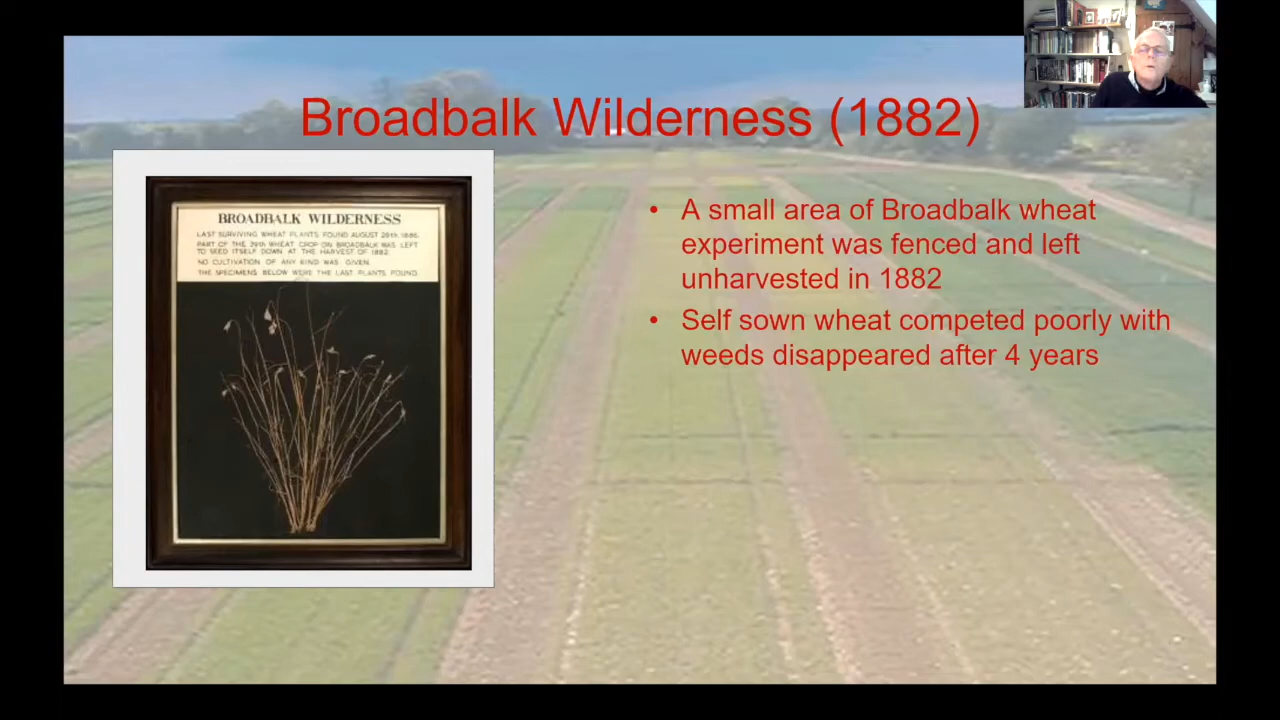 Broadbalk Wilderness (1882)
BROADBALK WILDERNESS
LAST SURVIVING WHEAT PLANTS FOUND AUGUST 28th 1886.
PART OF THE 39th WHEAT CROP ON BROADBALK WAS LEFT
TO SEED ITSELF DOWN AT THE HARVEST OF 1882.
NO CULTIVATION OF ANY KIND WAS GIVEN.
THE SPECIMENS BELOW WERE THE LAST PLANTS FOUND.
• A small area of Broadbalk wheat
experiment was fenced and left
unharvested in 1882
• Self sown wheat competed poorly with
weeds disappeared after 4 years